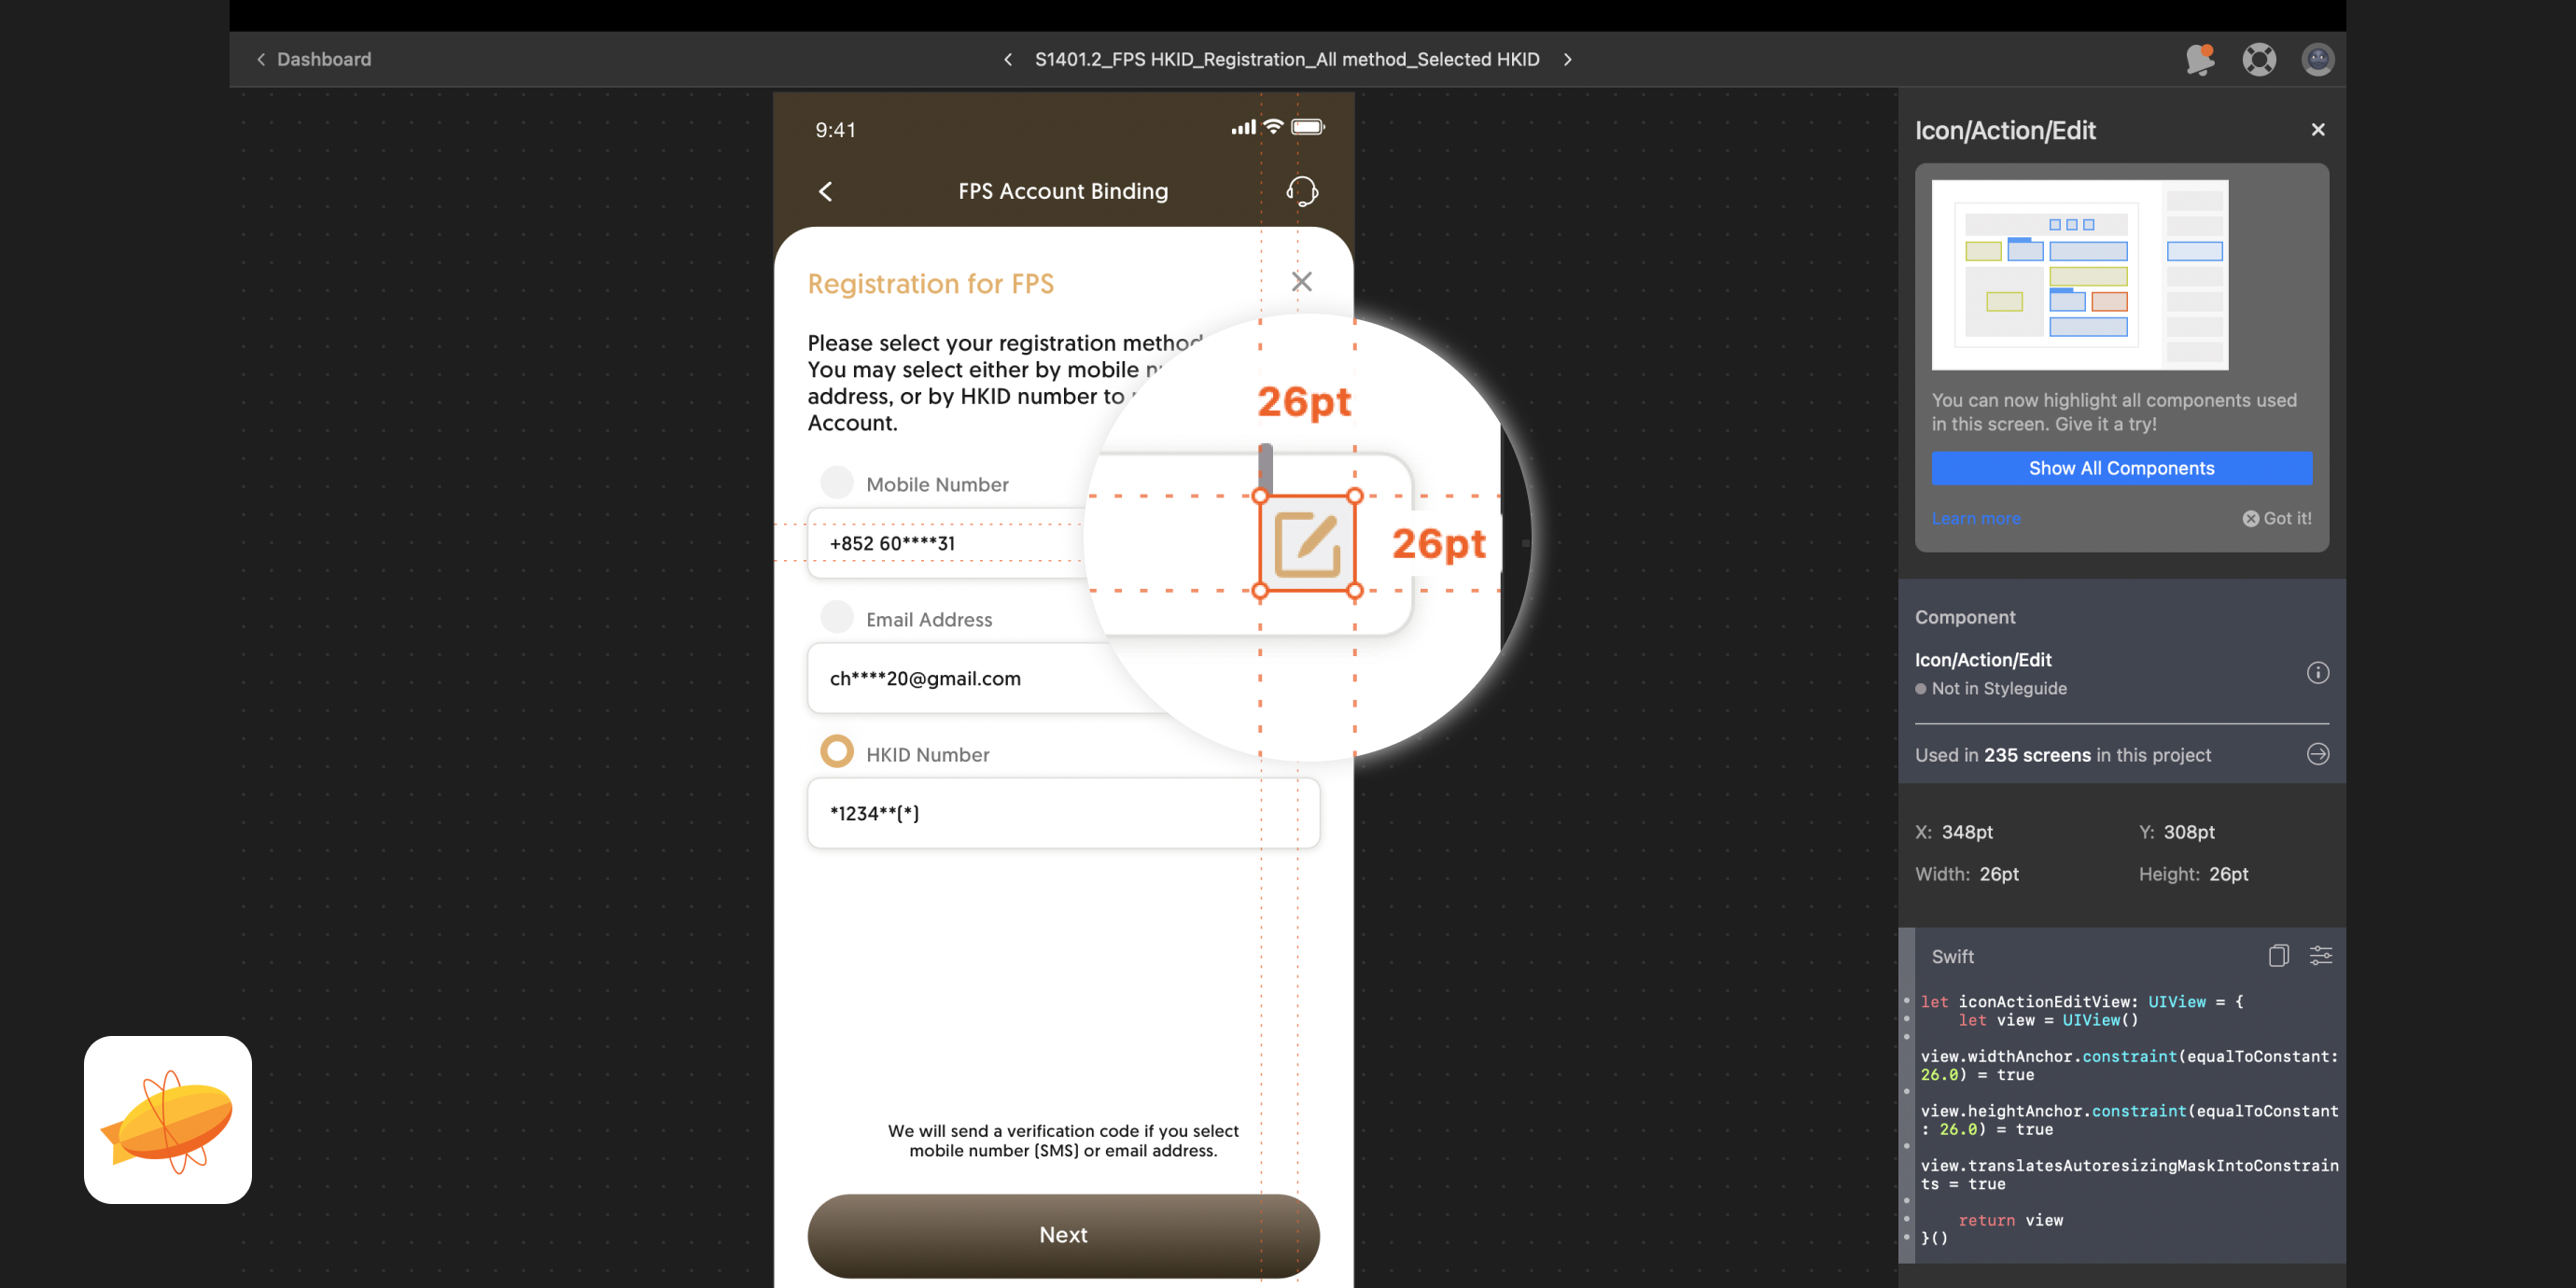 Dashboard
S1401.2_FPS HKID_Registration_All method_Selected HKID
9:41
FPS Account Binding
Registration for FPS
Please select your registration method
You may select either by mobile
address, or by HKID number to
Account.
Mobile Number
+852 60****31
Email Address
ch****20@gmail.com
HKID Number
*1234**(*)
We will send a verification code if you select
mobile number (SMS) or email address.
Next
26pt
26pt
Icon/Action/Edit
You can now highlight all components used
in this screen. Give it a try!
Show All Components
Learn more
Got it!
Component
Icon/Action/Edit
Not in Styleguide
Used in 235 screens in this project
X: 348pt
Y: 308pt
Width: 26pt
Height: 26pt
Swift
let iconActionEditView: UIView = {
let view = UIView()
view.widthAnchor.constraint(equalToConstant:
26.0) = true
view.heightAnchor.constraint(equalToConstant
: 26.0) = true
view.translatesAutoresizingMaskIntoConstrain
ts = true
return view
}()